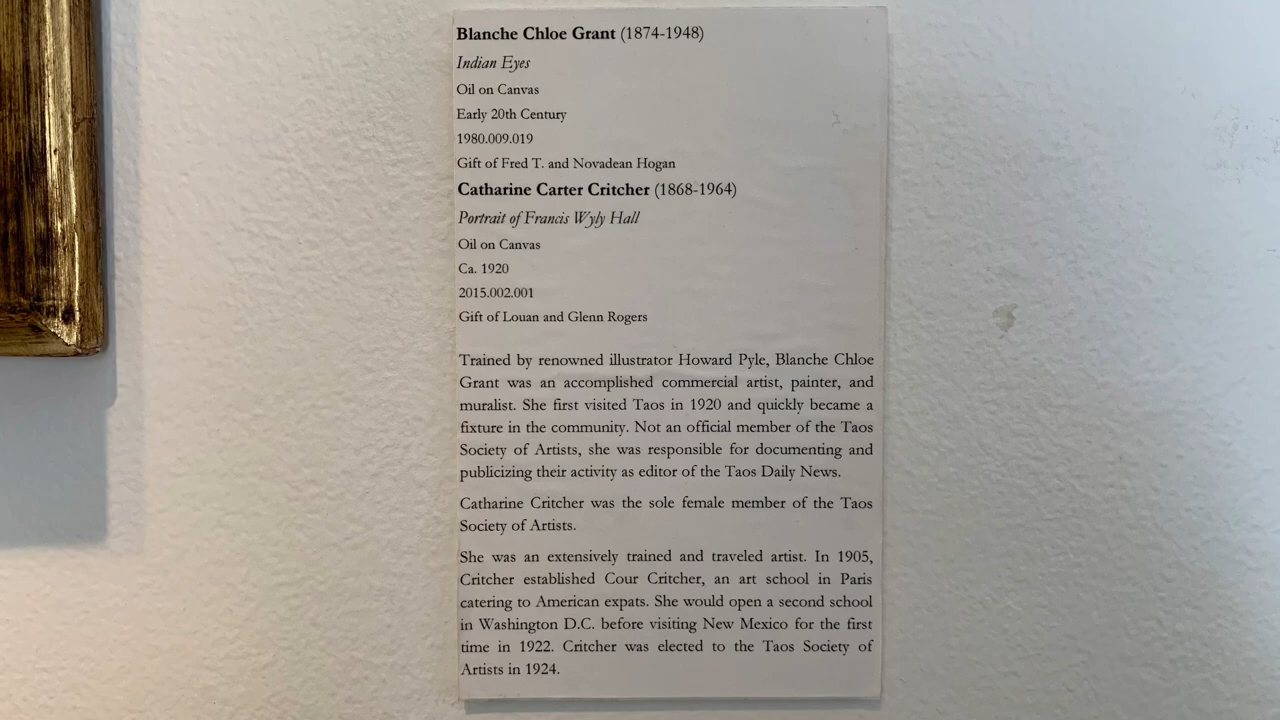 Blanche Chloe Grant (1874-1948)
Indian Eyes
Oil on Canvas
Early 20th Century
1980.009.019
Gift of Fred T. and Novadean Hogan
Catharine Carter Critcher (1868-1964)
Portrait of Francis Wyly Hall
Oil on Canvas
Ca. 1920
2015.002.001
Gift of Louan and Glenn Rogers
Trained by renowned illustrator Howard Pyle, Blanche Chloe
Grant was an accomplished commercial artist, painter, and
muralist. She first visited Taos in 1920 and quickly became a
fixture in the community. Not an official member of the Taos
Society of Artists, she was responsible for documenting and
publicizing their activity as editor of the Taos Daily News.
Catharine Critcher was the sole female member of the Taos
Society of Artists.
She was an extensively trained and traveled artist. In 1905,
Critcher established Cour Critcher, an art school in Paris
catering to American expats. She would open a second school
in Washington D.C. before visiting New Mexico for the first
time in 1922. Critcher was elected to the Taos Society of
Artists in 1924.